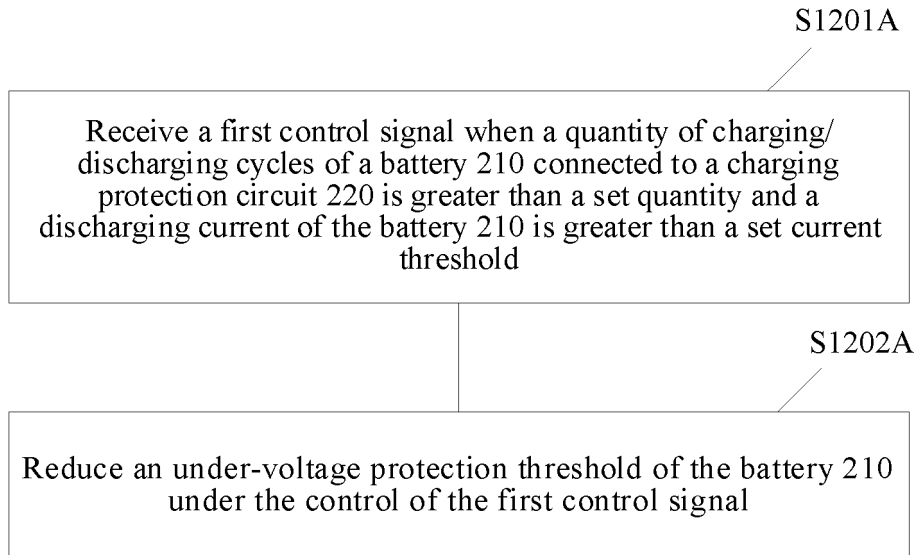 S1201A
Receive a first control signal when a quantity of charging/
discharging cycles of a battery 210 connected to a charging
protection circuit 220 is greater than a set quantity and a
discharging current of the battery 210 is greater than a set current
threshold
S1202A
Reduce an under-voltage protection threshold of the battery 210
under the control of the first control signal